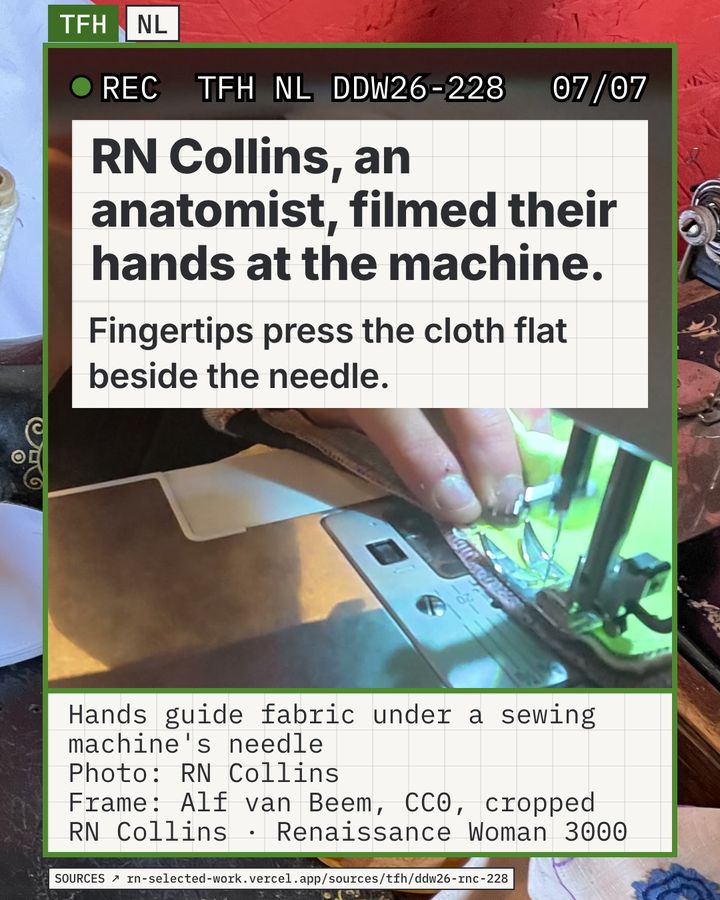 TFH NL
REC TFH NL DDW26-228 07/07
RN Collins, an
anatomist, filmed their
hands at the machine.
Fingertips press the cloth flat
beside the needle.
20
Hands guide fabric under a sewing
machine's needle
Photo: RN Collins
Frame: Alf van Beem, CC0, cropped
RN Collins · Renaissance Woman 3000
SOURCES ↗ rn-selected-work.vercel.app/sources/tfh/ddw26-rnc-228